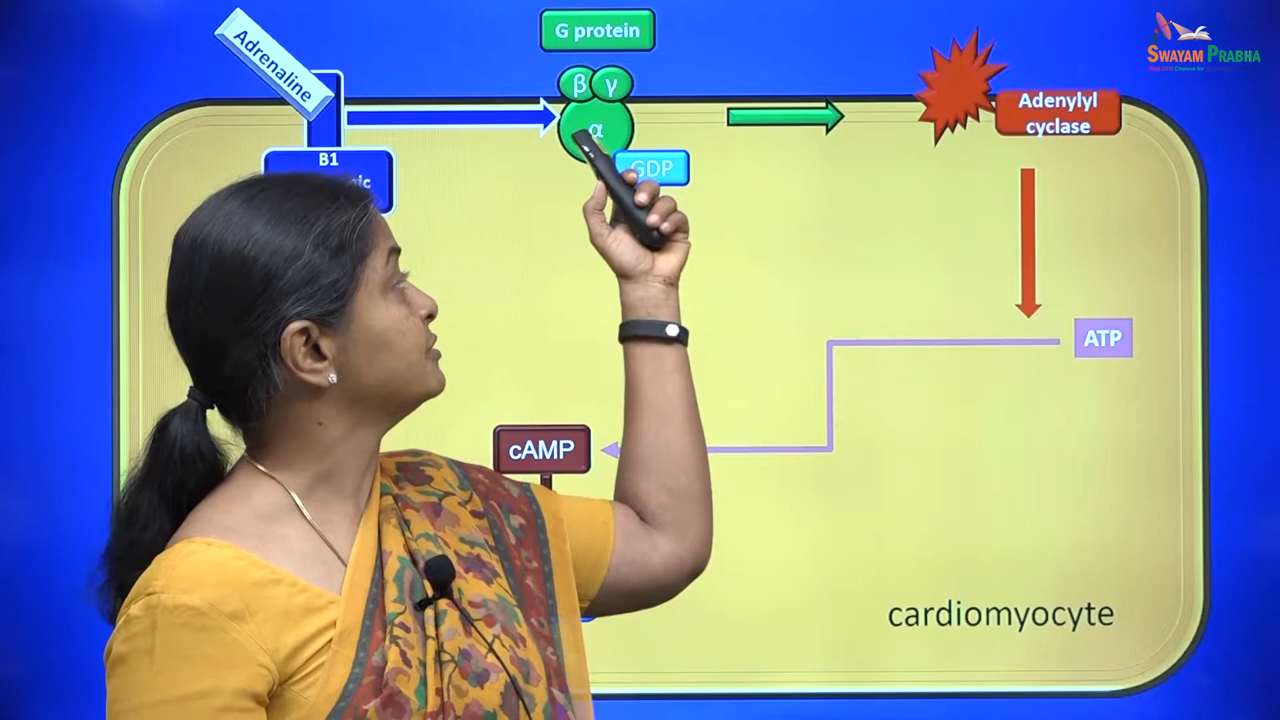 Adrenaline
G protein
β γ
α
GDP
B1
Adenylyl
cyclase
ATP
cAMP
cardiomyocyte
SWAYAM PRABHA